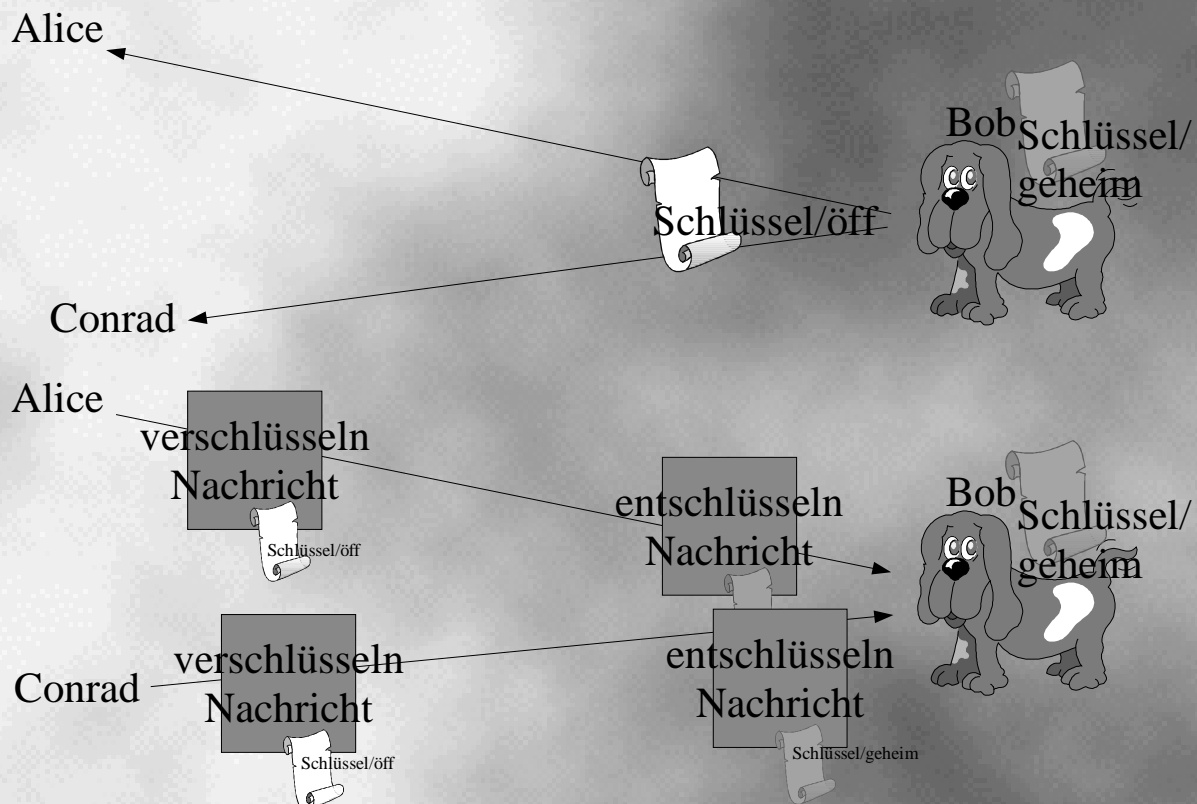 Alice
Bob
Schlüssel/
geheim
Schlüssel/öff
Conrad
Alice
verschlüsseln
Nachricht
Schlüssel/öff
entschlüsseln
Nachricht
Bob
Schlüssel/
geheim
Conrad
verschlüsseln
Nachricht
Schlüssel/öff
entschlüsseln
Nachricht
Schlüssel/geheim